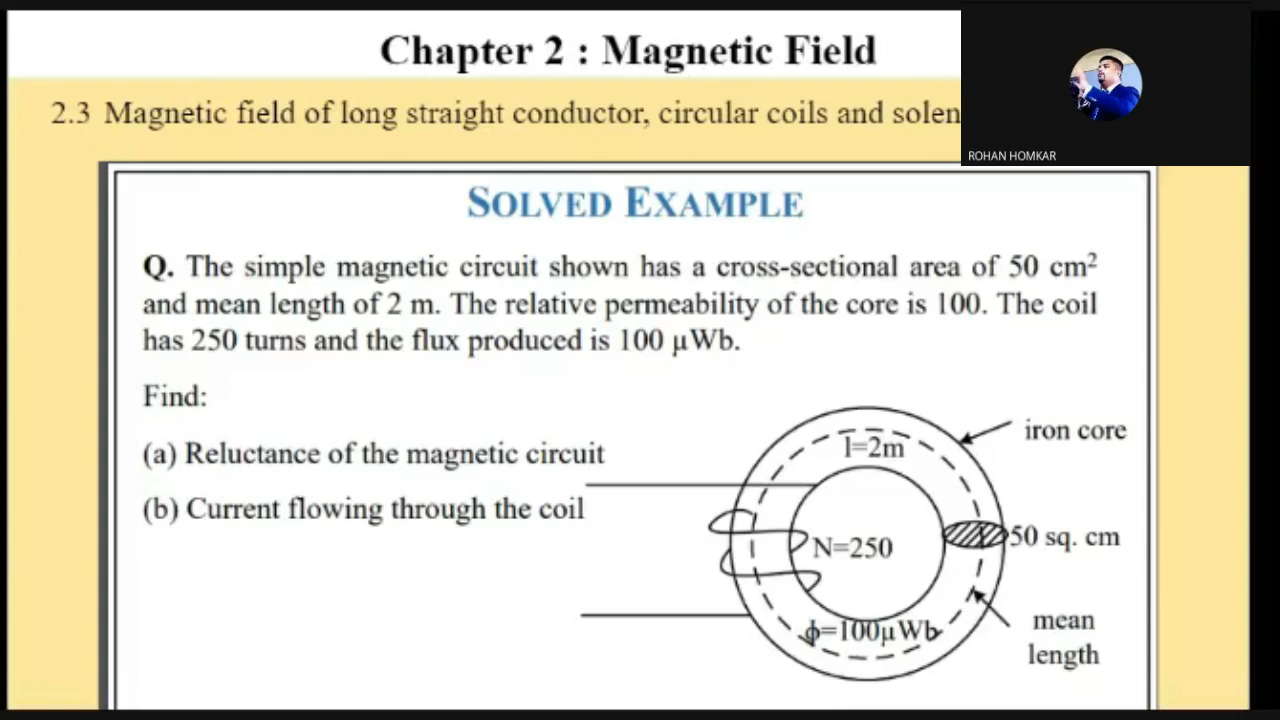 Chapter 2 : Magnetic Field
2.3 Magnetic field of long straight conductor, circular coils and solen
ROHAN HOMKAR
SOLVED EXAMPLE
Q. The simple magnetic circuit shown has a cross-sectional area of 50 cm²
and mean length of 2 m. The relative permeability of the core is 100. The coil
has 250 turns and the flux produced is 100 μWb.
Find:
(a) Reluctance of the magnetic circuit
(b) Current flowing through the coil
iron core
l=2m
50 sq. cm
N=250
mean
length
ϕ=100μWb